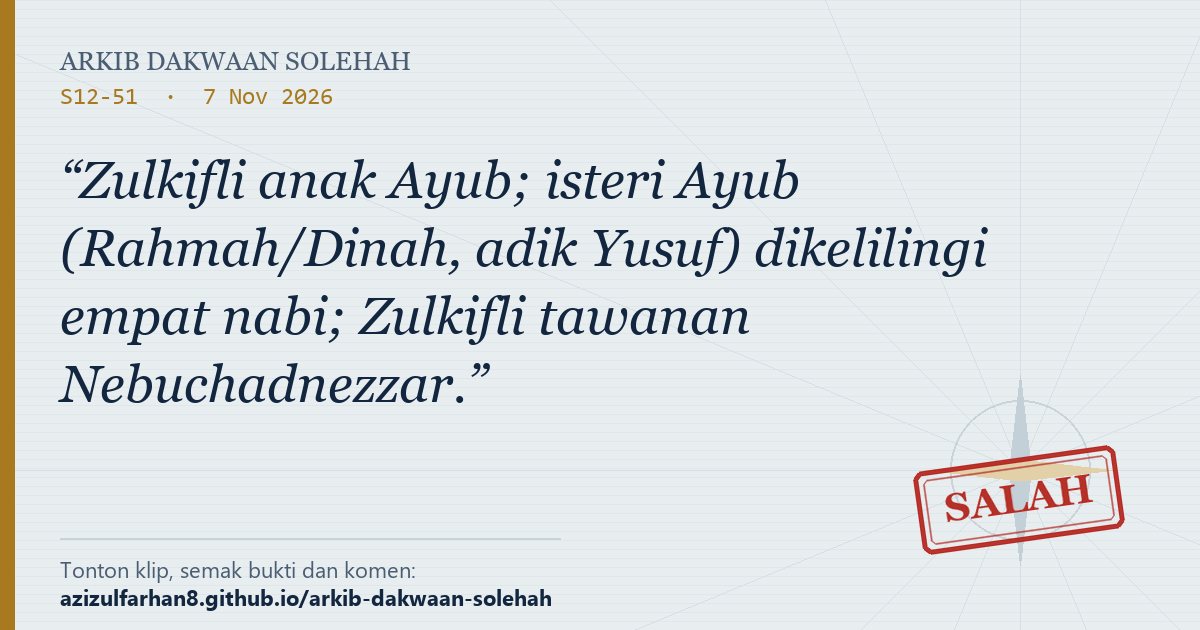 ARKIB DAKWAAN SOLEHAH
S12-51 · 7 Nov 2026
“Zulkifli anak Ayub; isteri Ayub
(Rahmah/Dinah, adik Yusuf) dikelilingi
empat nabi; Zulkifli tawanan
Nebuchadnezzar.”
SALAH
Tonton klip, semak bukti dan komen:
azizulfarhan8.github.io/arkib-dakwaan-solehah